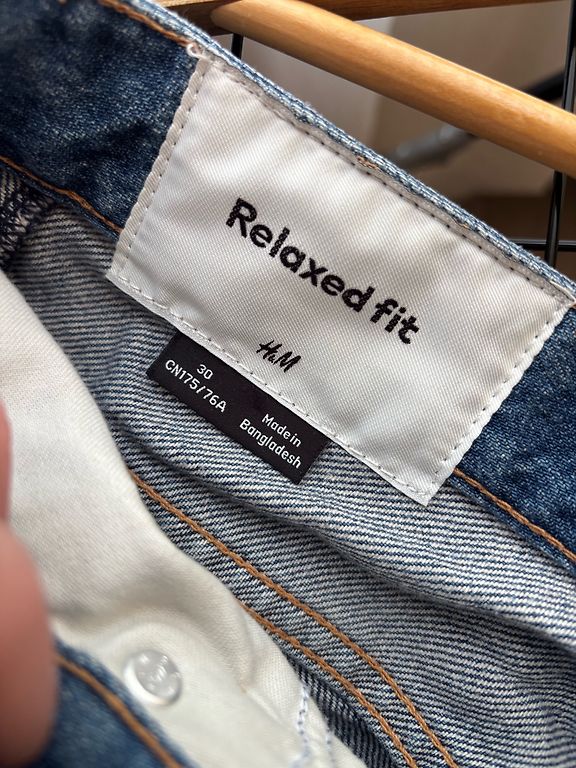 Relaxed fit
H&M
30
CN175/76A
Made in
Bangladesh